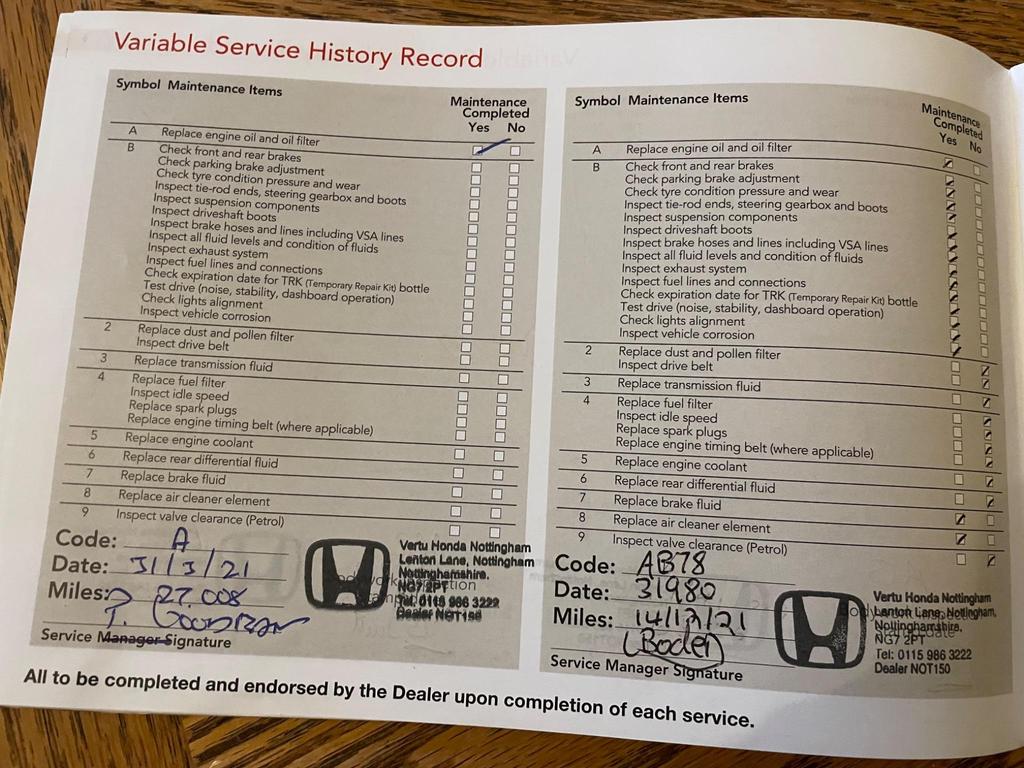 Variable Service History Record
Symbol Maintenance Items
Maintenance
Completed
Yes No
A Replace engine oil and oil filter
B Check front and rear brakes
Check parking brake adjustment
Check tyre condition pressure and wear
Inspect tie-rod ends, steering gearbox and boots
Inspect suspension components
Inspect driveshaft boots
Inspect brake hoses and lines including VSA lines
Inspect all fluid levels and condition of fluids
Inspect exhaust system
Inspect fuel lines and connections
Check expiration date for TRK (Temporary Repair Kit) bottle
Test drive (noise, stability, dashboard operation)
Check lights alignment
Inspect vehicle corrosion
2 Replace dust and pollen filter
Inspect drive belt
3 Replace transmission fluid
4 Replace fuel filter
Inspect idle speed
Replace spark plugs
Replace engine timing belt (where applicable)
5 Replace engine coolant
6 Replace rear differential fluid
7 Replace brake fluid
8 Replace air cleaner element
9 Inspect valve clearance (Petrol)
Code: A
Date: 31/3/21
Miles: 27.008
Service Manager Signature
Vertu Honda Nottingham
Lenton Lane, Nottingham
Nottinghamshire.
NG7 2PT
Tel: 0115 986 3222
Dealer NOT150
Symbol Maintenance Items
Maintenance
Completed
Yes No
A Replace engine oil and oil filter
B Check front and rear brakes
Check parking brake adjustment
Check tyre condition pressure and wear
Inspect tie-rod ends, steering gearbox and boots
Inspect suspension components
Inspect driveshaft boots
Inspect brake hoses and lines including VSA lines
Inspect all fluid levels and condition of fluids
Inspect exhaust system
Inspect fuel lines and connections
Check expiration date for TRK (Temporary Repair Kit) bottle
Test drive (noise, stability, dashboard operation)
Check lights alignment
Inspect vehicle corrosion
2 Replace dust and pollen filter
Inspect drive belt
3 Replace transmission fluid
4 Replace fuel filter
Inspect idle speed
Replace spark plugs
Replace engine timing belt (where applicable)
5 Replace engine coolant
6 Replace rear differential fluid
7 Replace brake fluid
8 Replace air cleaner element
9 Inspect valve clearance (Petrol)
Code: AB78
Date: 31980
Miles: 14/12/21
Service Manager Signature
Vertu Honda Nottingham
Lenton Lane, Nottingham,
Nottinghamshire,
NG7 2PT
Tel: 0115 986 3222
Dealer NOT150
All to be completed and endorsed by the Dealer upon completion of each service.